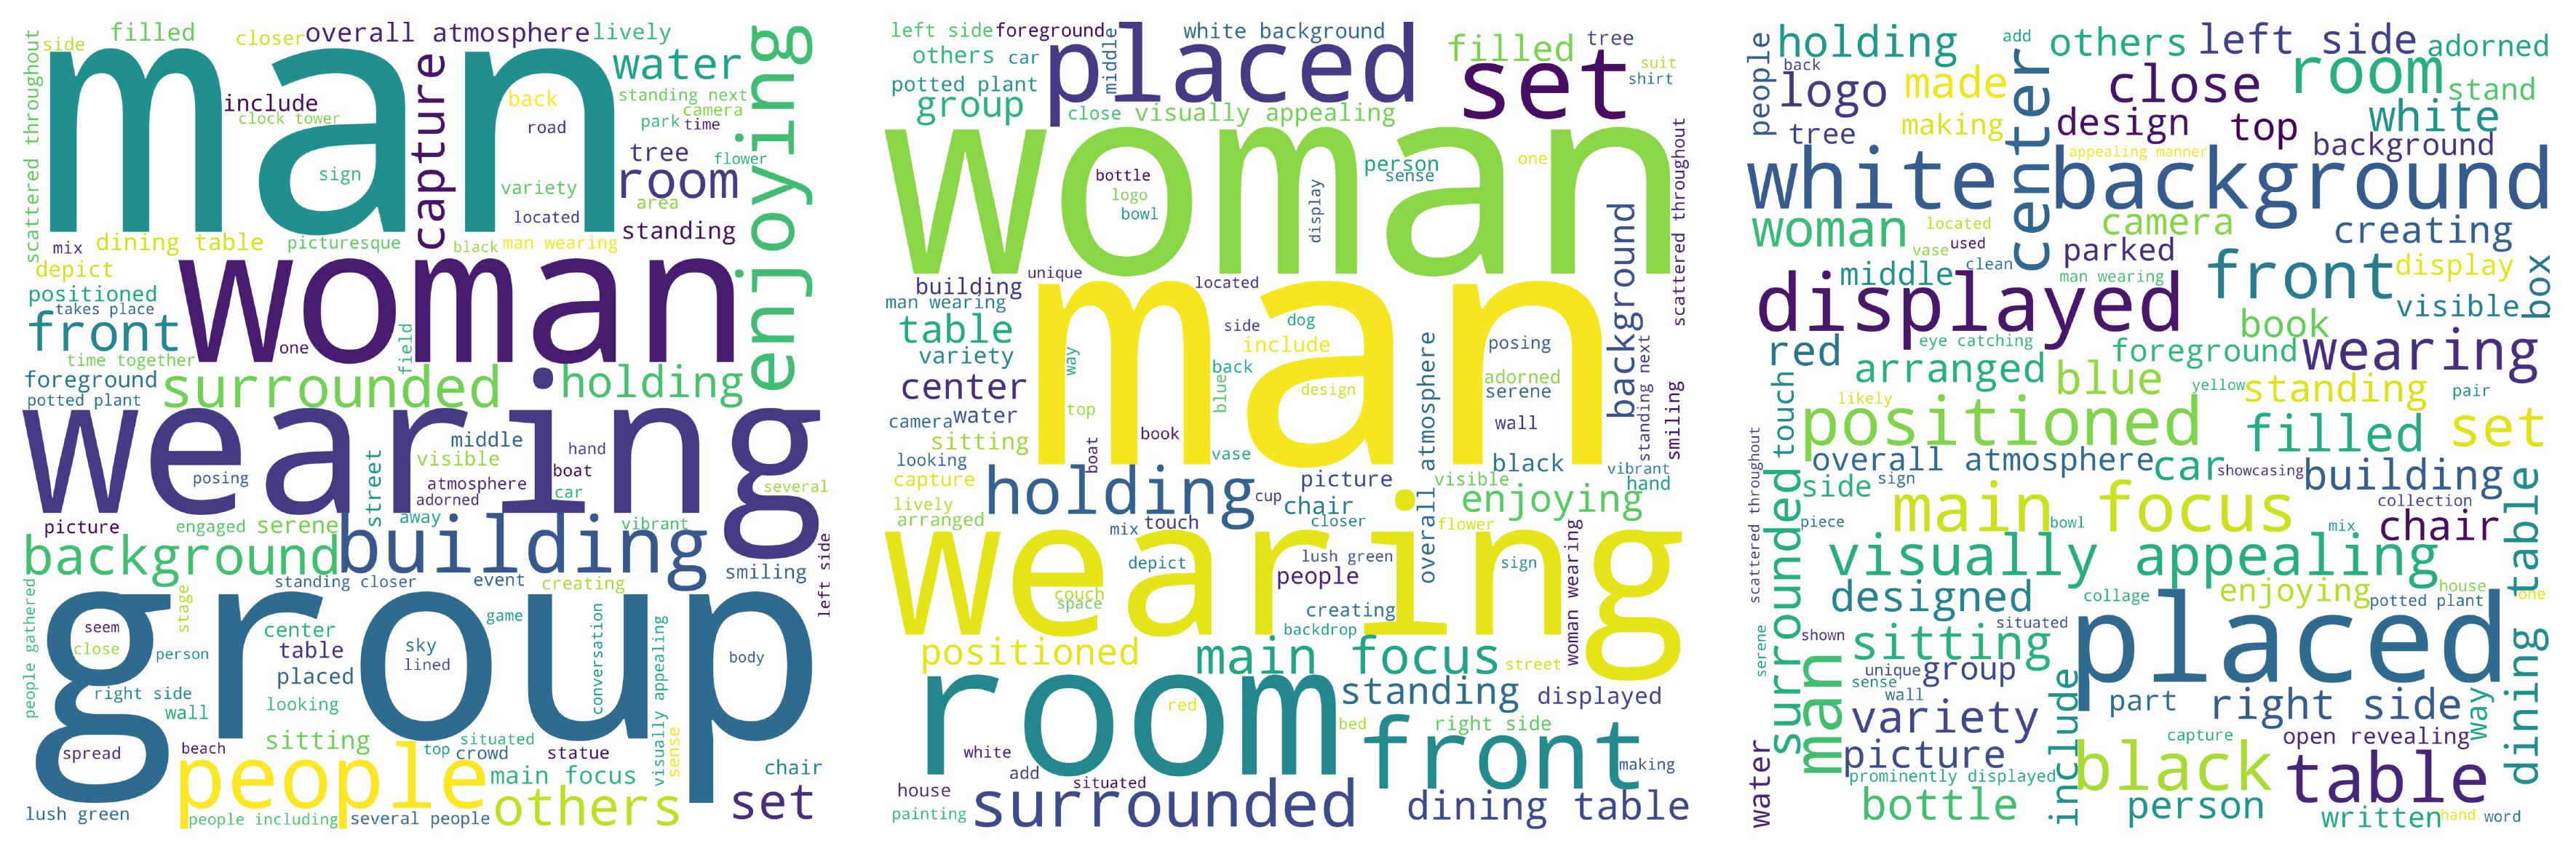 scattered throughout
side
filled
closer
overall atmosphere
lively
man
include
clock tower
capture
back
road
sign
variety
located
water
standing next
camera
park
time
tree
flower
room
area
standing
enjoying
mix
dining table
picturesque
black
man wearing
depict
positioned
takes place
front
time together
woman
one
field
foreground
potted plant
surrounded
holding
wearing
posing
street
middle
visible
atmosphere
adorned
hand
boat
car
several
picture
engaged
serene
away
vibrant
background
building
standing closer
event
creating
smiling
left side
people gathered
stage
group
seem
close
person
center
table
placed
game
sky
lined
conversation
visually appealing
body
right side
wall
looking
spread
beach
sitting
top
situated
crowd
statue
sense
people
main focus
chair
others
set
lush green
people including
several people
left side
foreground
middle
white background
others
car
placed
filled
tree
suit
shirt
potted plant
group
close
visually appealing
set
woman
bottle
logo
bowl
display
person
sense
one
scattered throughout
building
unique
located
background
man wearing
man
side
dog
include
table
variety
way
back
blue
design
posing
adorned
serene
center
top
wall
camera
water
sitting
boat
book
vase
overall atmosphere
standing next
smiling
looking
capture
holding
cup
picture
chair
black
visible
vibrant
hand
lively
arranged
mix
touch
closer
enjoying
flower
wearing
depict
lush green
people
couch
space
sign
creating
backdrop
woman wearing
positioned
main focus
street
room
red
standing
displayed
bed
right side
front
white
add
situated
making
house
painting
surrounded
dining table
people
holding
add
others
left side
adorned
back
logo
made
center
close
room
stand
tree
making
design
top
white
appealing manner
background
white background
woman
located
vase
used
camera
creating
parked
middle
clean
man wearing
front
display
displayed
visible
box
book
red
eye catching
foreground
wearing
arranged
blue
yellow
standing
pair
touch
likely
positioned
filled
set
scattered throughout
overall atmosphere
car
showcasing
building
surrounded
side
sign
main focus
collection
piece
bowl
mix
chair
dining table
visually appealing
designed
collage
enjoying
house
potted plant
one
serene
shown
sitting
situated
placed
unique
group
sense
wall
man
include
part
right side
way
variety
picture
capture
open revealing
water
prominently displayed
black
table
bottle
person
written
hand
word